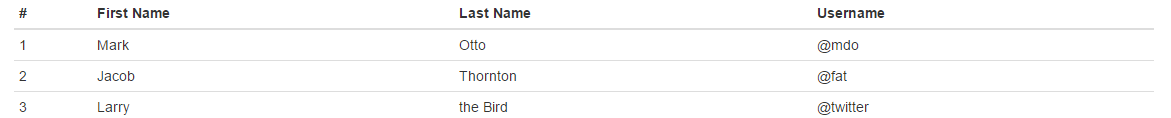 # First Name Last Name Username
1 Mark Otto @mdo
2 Jacob Thornton @fat
3 Larry the Bird @twitter